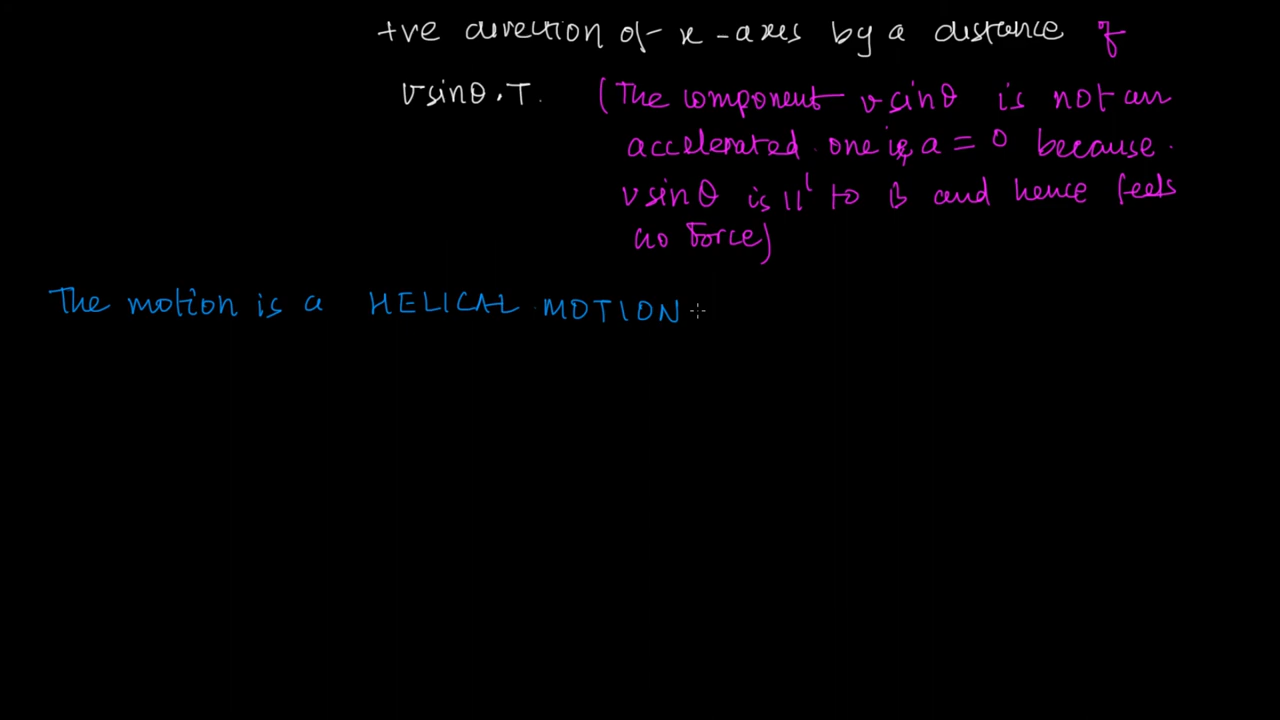 +ve direction of x-axes by a distance of
vsinθ.T. (The component vsinθ is not an
accelerated one ie, a = 0 because.
vsinθ is ||l to B and hence feels
no Force)
The motion is a HELICAL MOTION